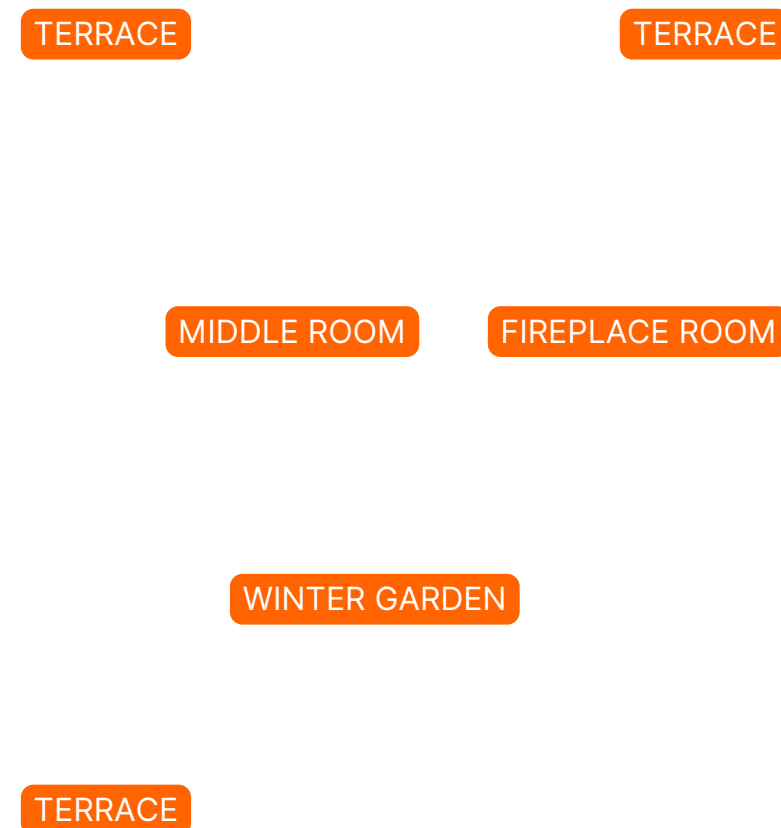 TERRACE
TERRACE
MIDDLE ROOM
FIREPLACE ROOM
WINTER GARDEN
TERRACE